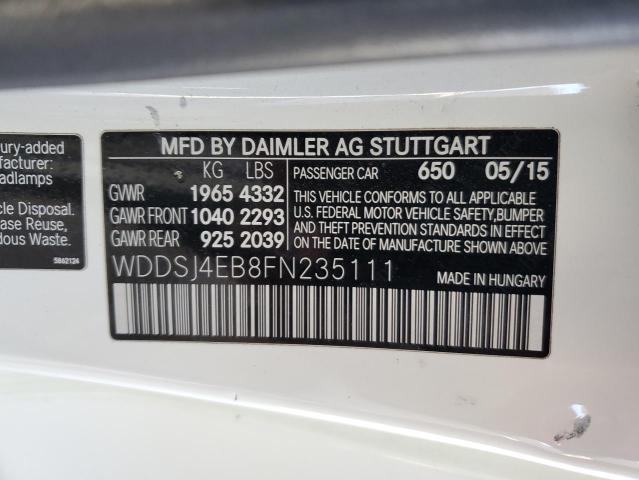 ury-added
facturer:
adlamps
cle Disposal.
ase Reuse,
dous Waste.
5862124
MFD BY DAIMLER AG STUTTGART
KG LBS
GVWR 1965 4332
GAWR FRONT 1040 2293
GAWR REAR 925 2039
PASSENGER CAR 650 05/15
THIS VEHICLE CONFORMS TO ALL APPLICABLE
U.S. FEDERAL MOTOR VEHICLE SAFETY,BUMPER
AND THEFT PREVENTION STANDARDS IN EFFECT
ON THE DATE OF MANUFACTURE SHOWN ABOVE.
WDDSJ4EB8FN235111
MADE IN HUNGARY